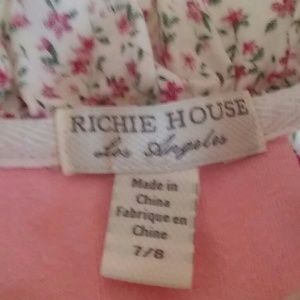 RICHIE HOUSE
Los Angeles
Made in
China
Fabrique en
Chine
7/8